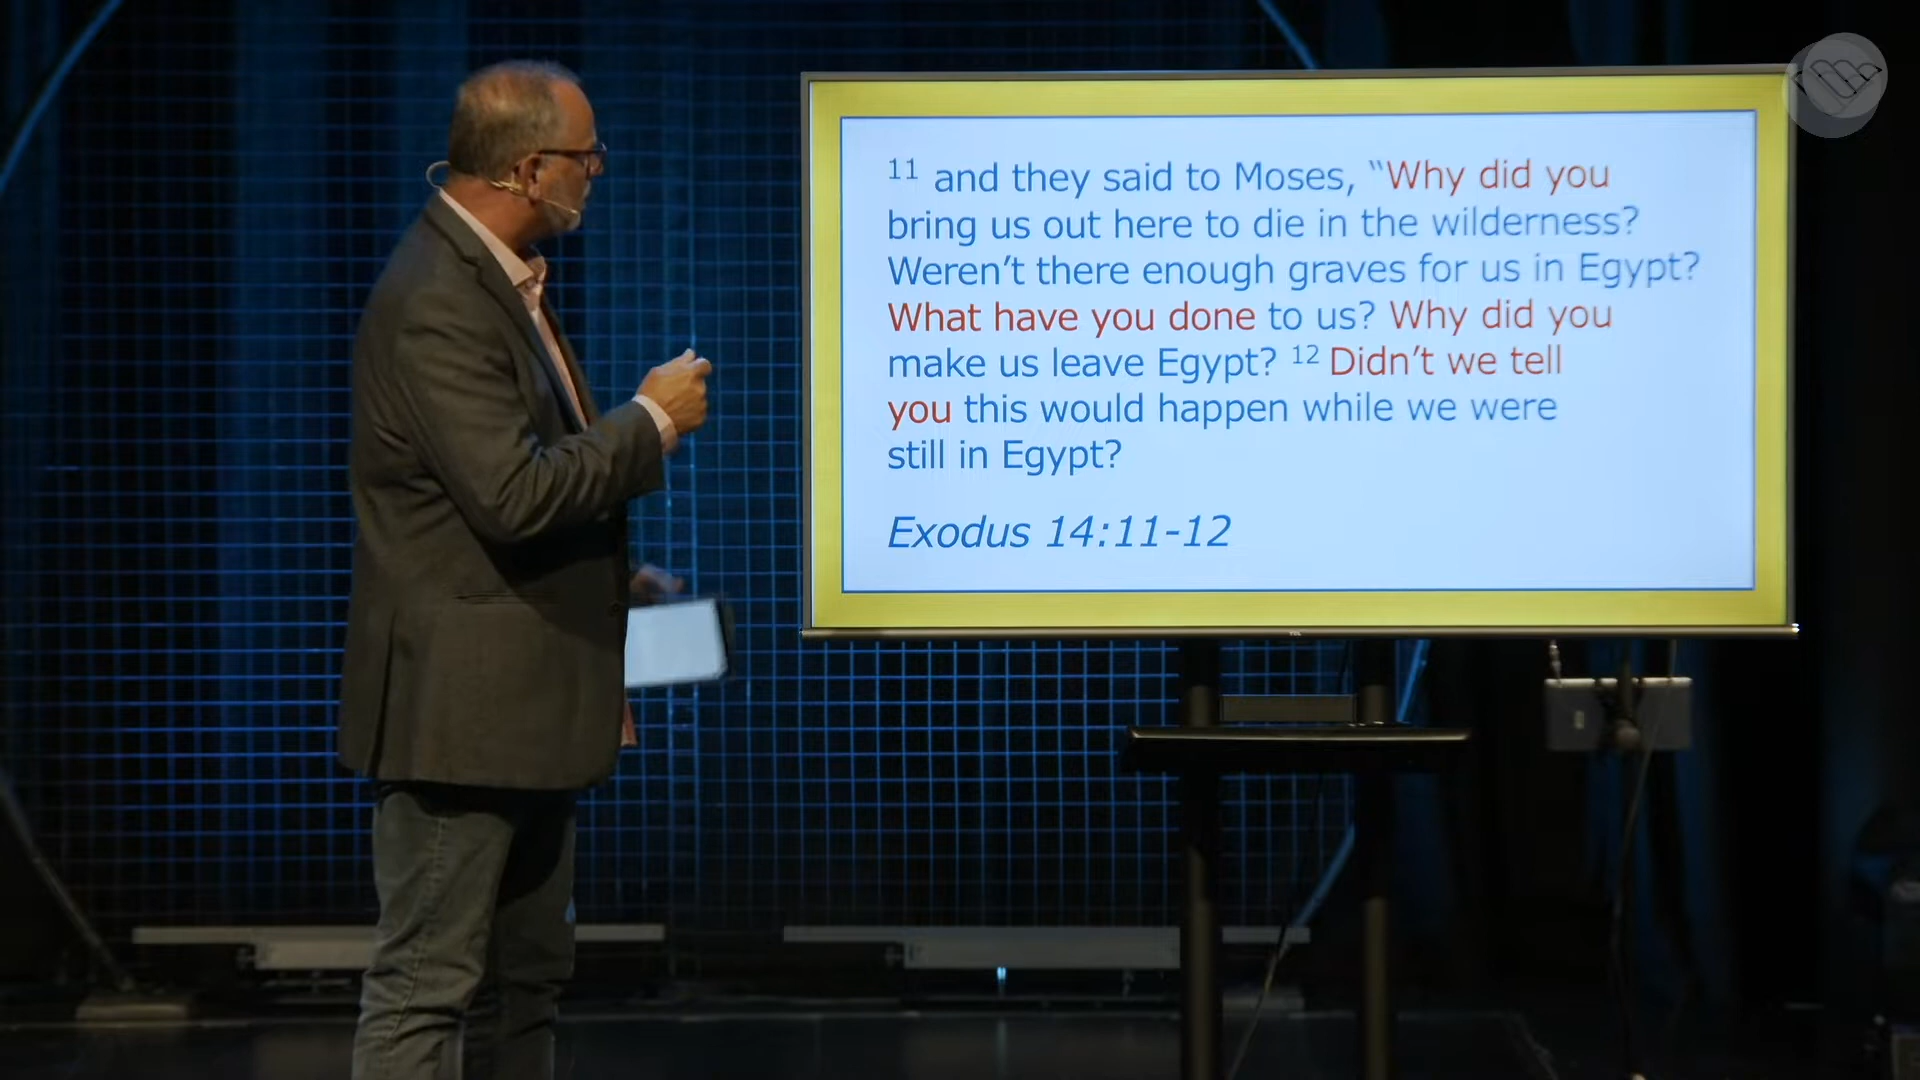 11 and they said to Moses, “Why did you
bring us out here to die in the wilderness?
Weren’t there enough graves for us in Egypt?
What have you done to us? Why did you
make us leave Egypt? 12 Didn’t we tell
you this would happen while we were
still in Egypt?
Exodus 14:11-12